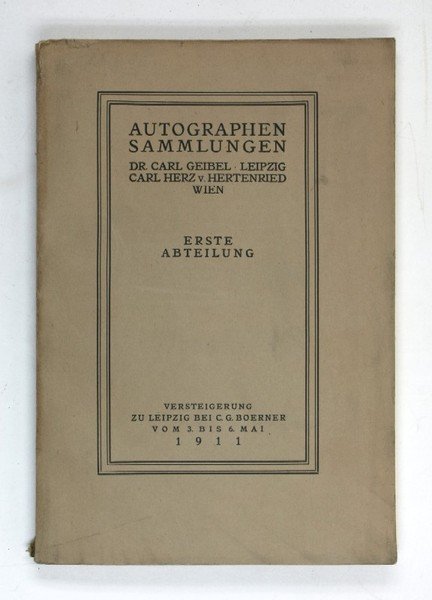 AUTOGRAPHEN
SAMMLUNGEN
DR. CARL GEIBEL · LEIPZIG
CARL HERZ v. HERTENRIED
WIEN
ERSTE
ABTEILUNG
VERSTEIGERUNG
ZU LEIPZIG BEI C. G. BOERNER
VOM 3. BIS 6. MAI
1911